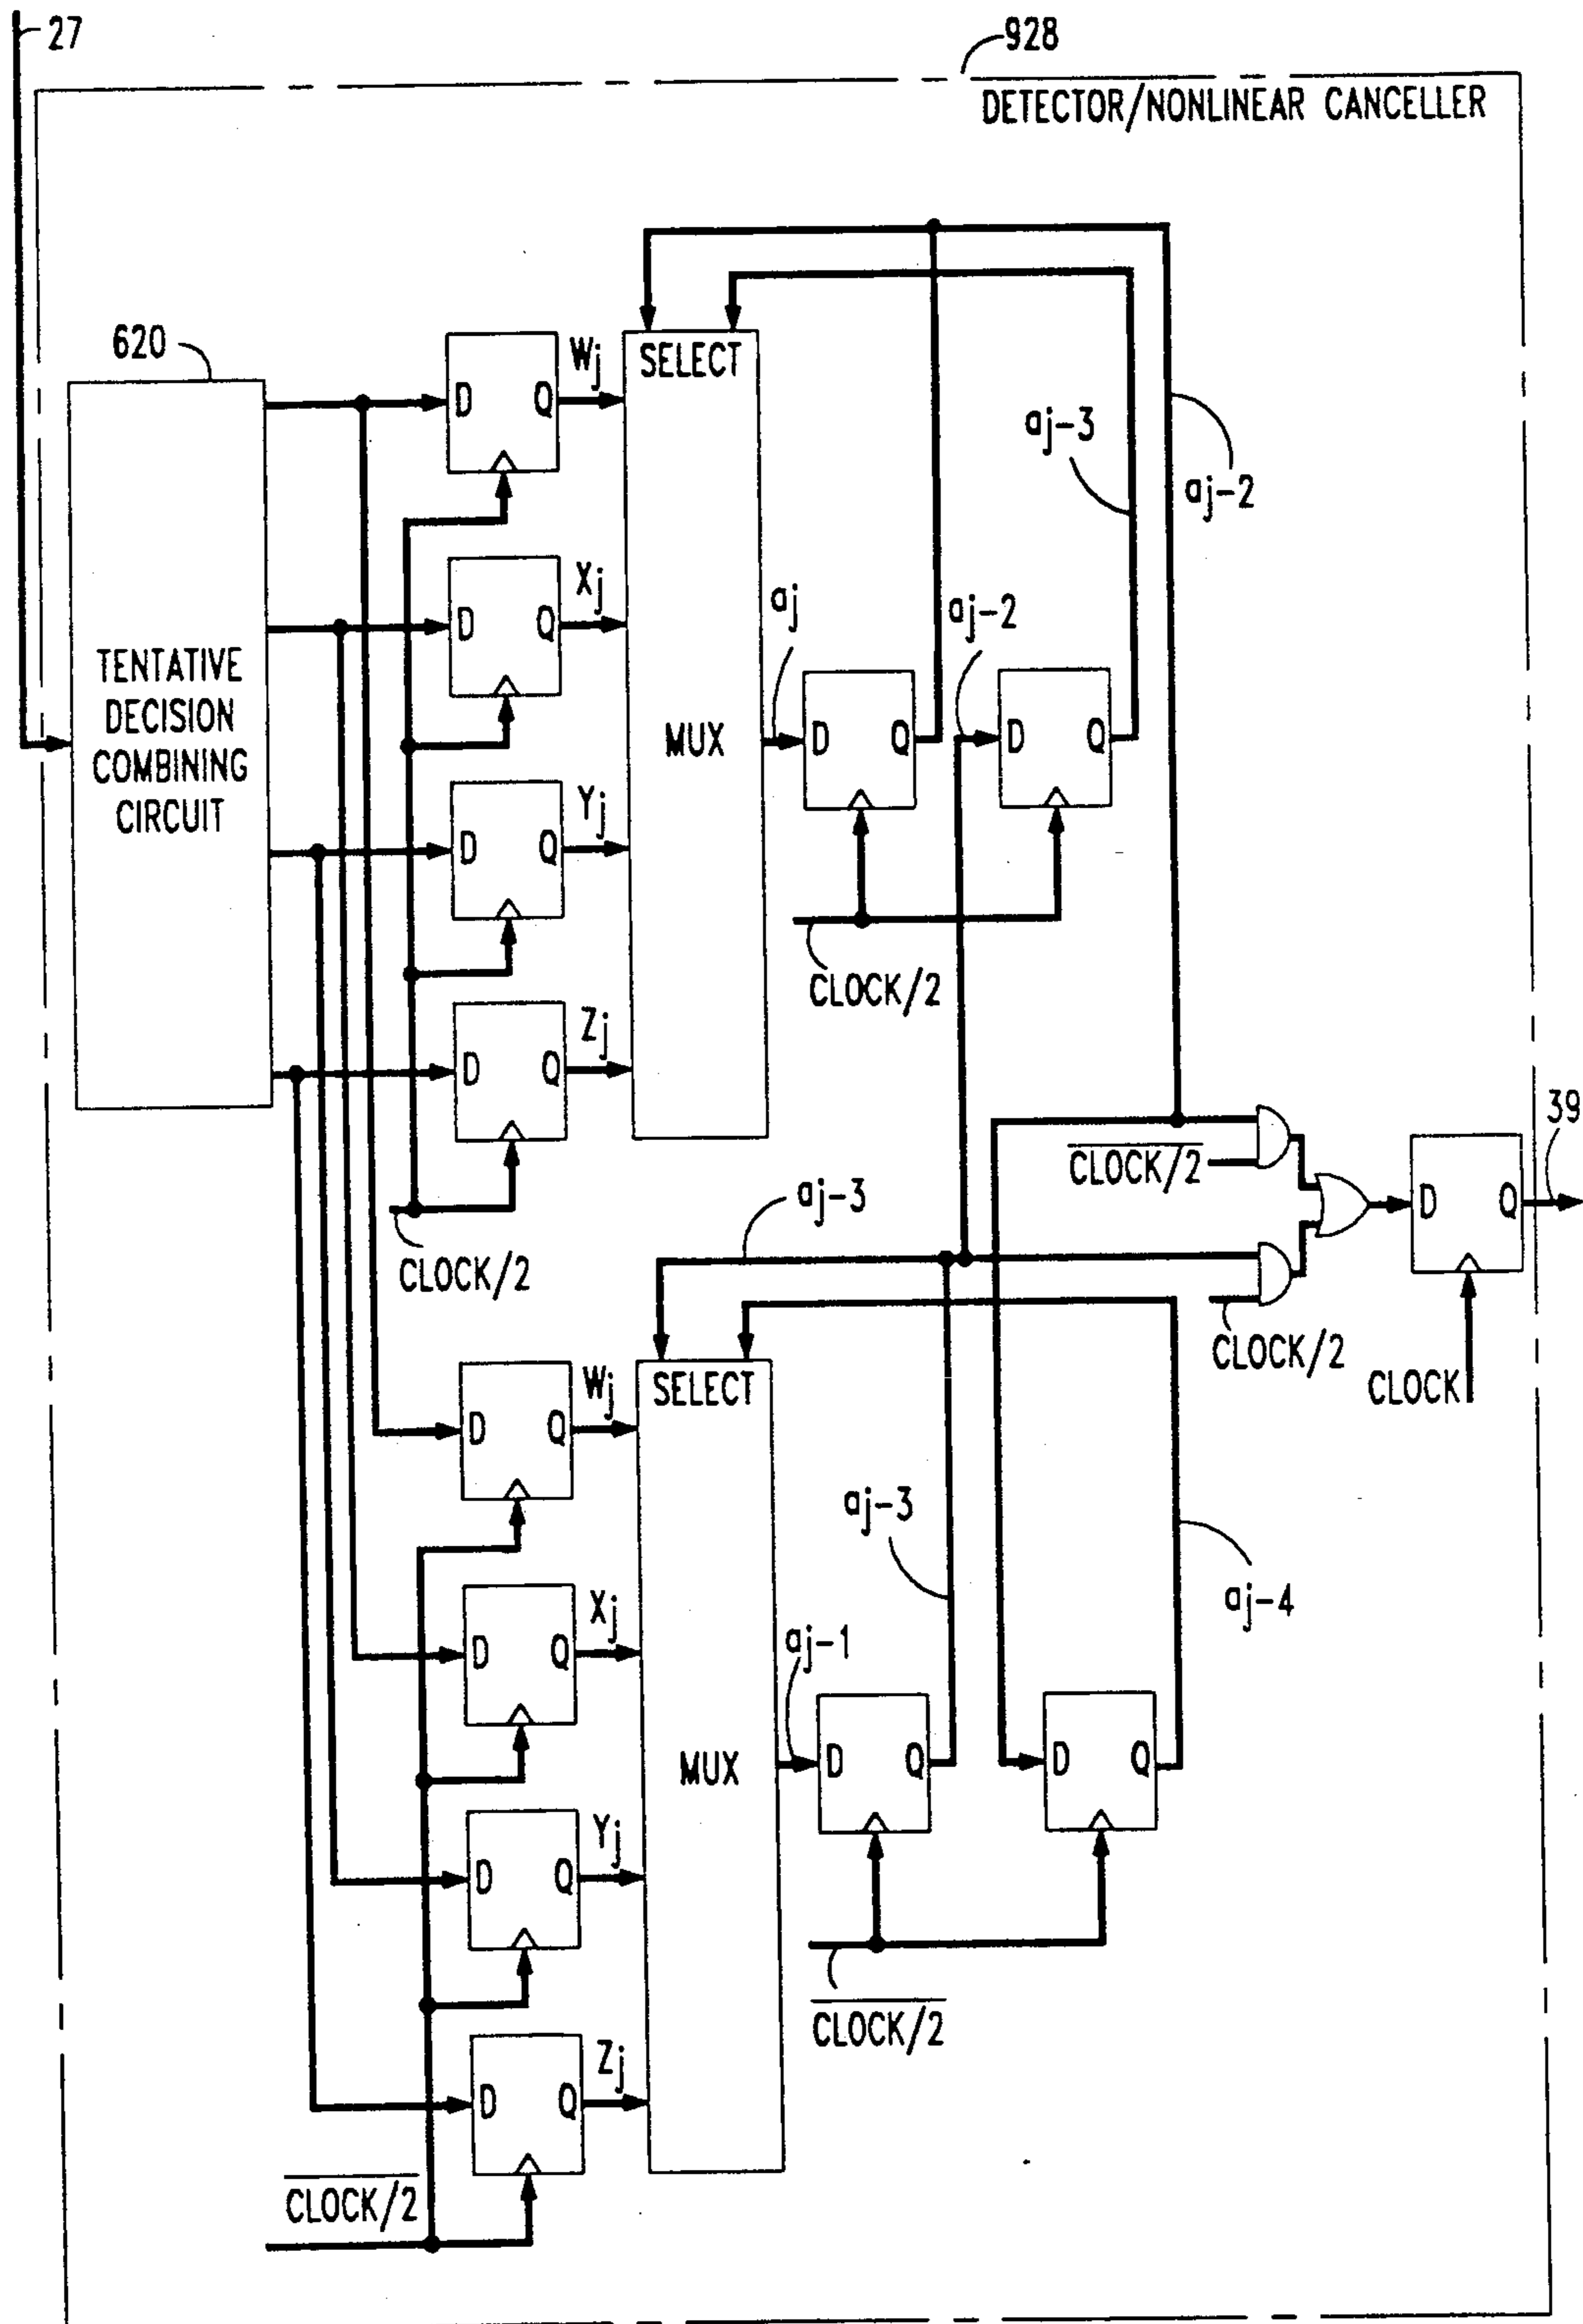 27
928
DETECTOR/NONLINEAR CANCELLER
620
TENTATIVE
DECISION
COMBINING
CIRCUIT
D Q
Wj
SELECT
aj-3
aj-2
D Q
Xj
aj
aj-2
MUX
D Q
D Q
D Q
Yj
CLOCK/2
D Q
Zj
CLOCK/2
CLOCK/2
39
D Q
aj-3
CLOCK/2
CLOCK
D Q
Wj
SELECT
aj-3
aj-4
D Q
Xj
aj-1
MUX
D Q
D Q
D Q
Yj
CLOCK/2
D Q
Zj
CLOCK/2